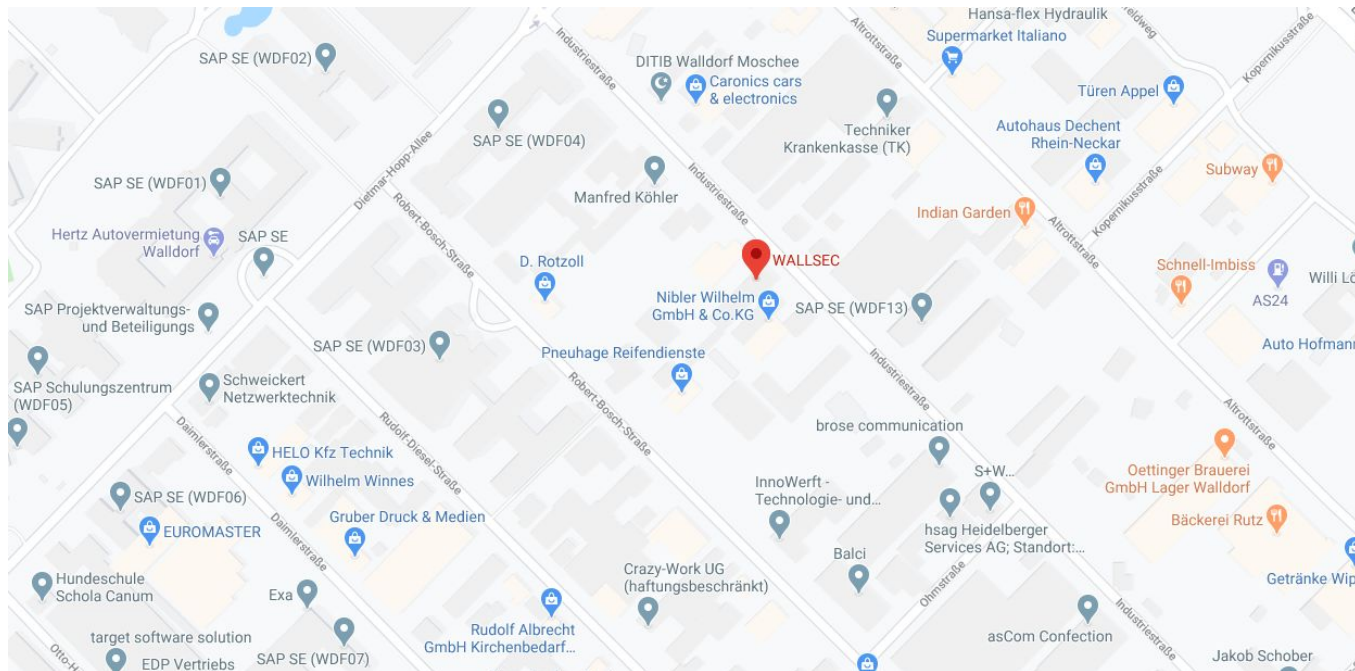 Hansa-flex Hydraulik
Supermarket Italiano
Industriestraße
Altrottstraße
Kopernikusstraße
SAP SE (WDF02)
DITIB Walldorf Moschee
Caronics cars
& electronics
Türen Appel
SAP SE (WDF04)
Techniker
Krankenkasse (TK)
Autohaus Dechent
Rhein-Neckar
Subway
SAP SE (WDF01)
Dietmar-Hopp-Allee
Manfred Köhler
Industriestraße
Indian Garden
Altrottstraße
Kopernikusstraße
Hertz Autovermietung
Walldorf
SAP SE
Robert-Bosch-Straße
D. Rotzoll
WALLSEC
Schnell-Imbiss
AS24
Willi Lö
SAP Projektverwaltungs-
und Beteiligungs
Nibler Wilhelm
GmbH & Co.KG
SAP SE (WDF13)
SAP SE (WDF03)
Pneuhage Reifendienste
Industriestraße
Auto Hofmann
SAP Schulungszentrum
(WDF05)
Schweickert
Netzwerktechnik
Rudolf-Diesel-Straße
Robert-Bosch-Straße
Altrottstraße
Daimlerstraße
HELO Kfz Technik
brose communication
Wilhelm Winnes
InnoWerft -
Technologie- und...
S+W...
Oettinger Brauerei
GmbH Lager Walldorf
SAP SE (WDF06)
Gruber Druck & Medien
Bäckerei Rutz
EUROMASTER
Daimlerstraße
hsag Heidelberger
Services AG; Standort:...
Balci
Hundeschule
Schola Canum
Crazy-Work UG
(haftungsbeschränkt)
Ohmstraße
Getränke Wip
Exa
Industriestraße
Rudolf Albrecht
GmbH Kirchenbedarf...
asCom Confection
target software solution
EDP Vertriebs
SAP SE (WDF07)
Otto-H
Jakob Schober